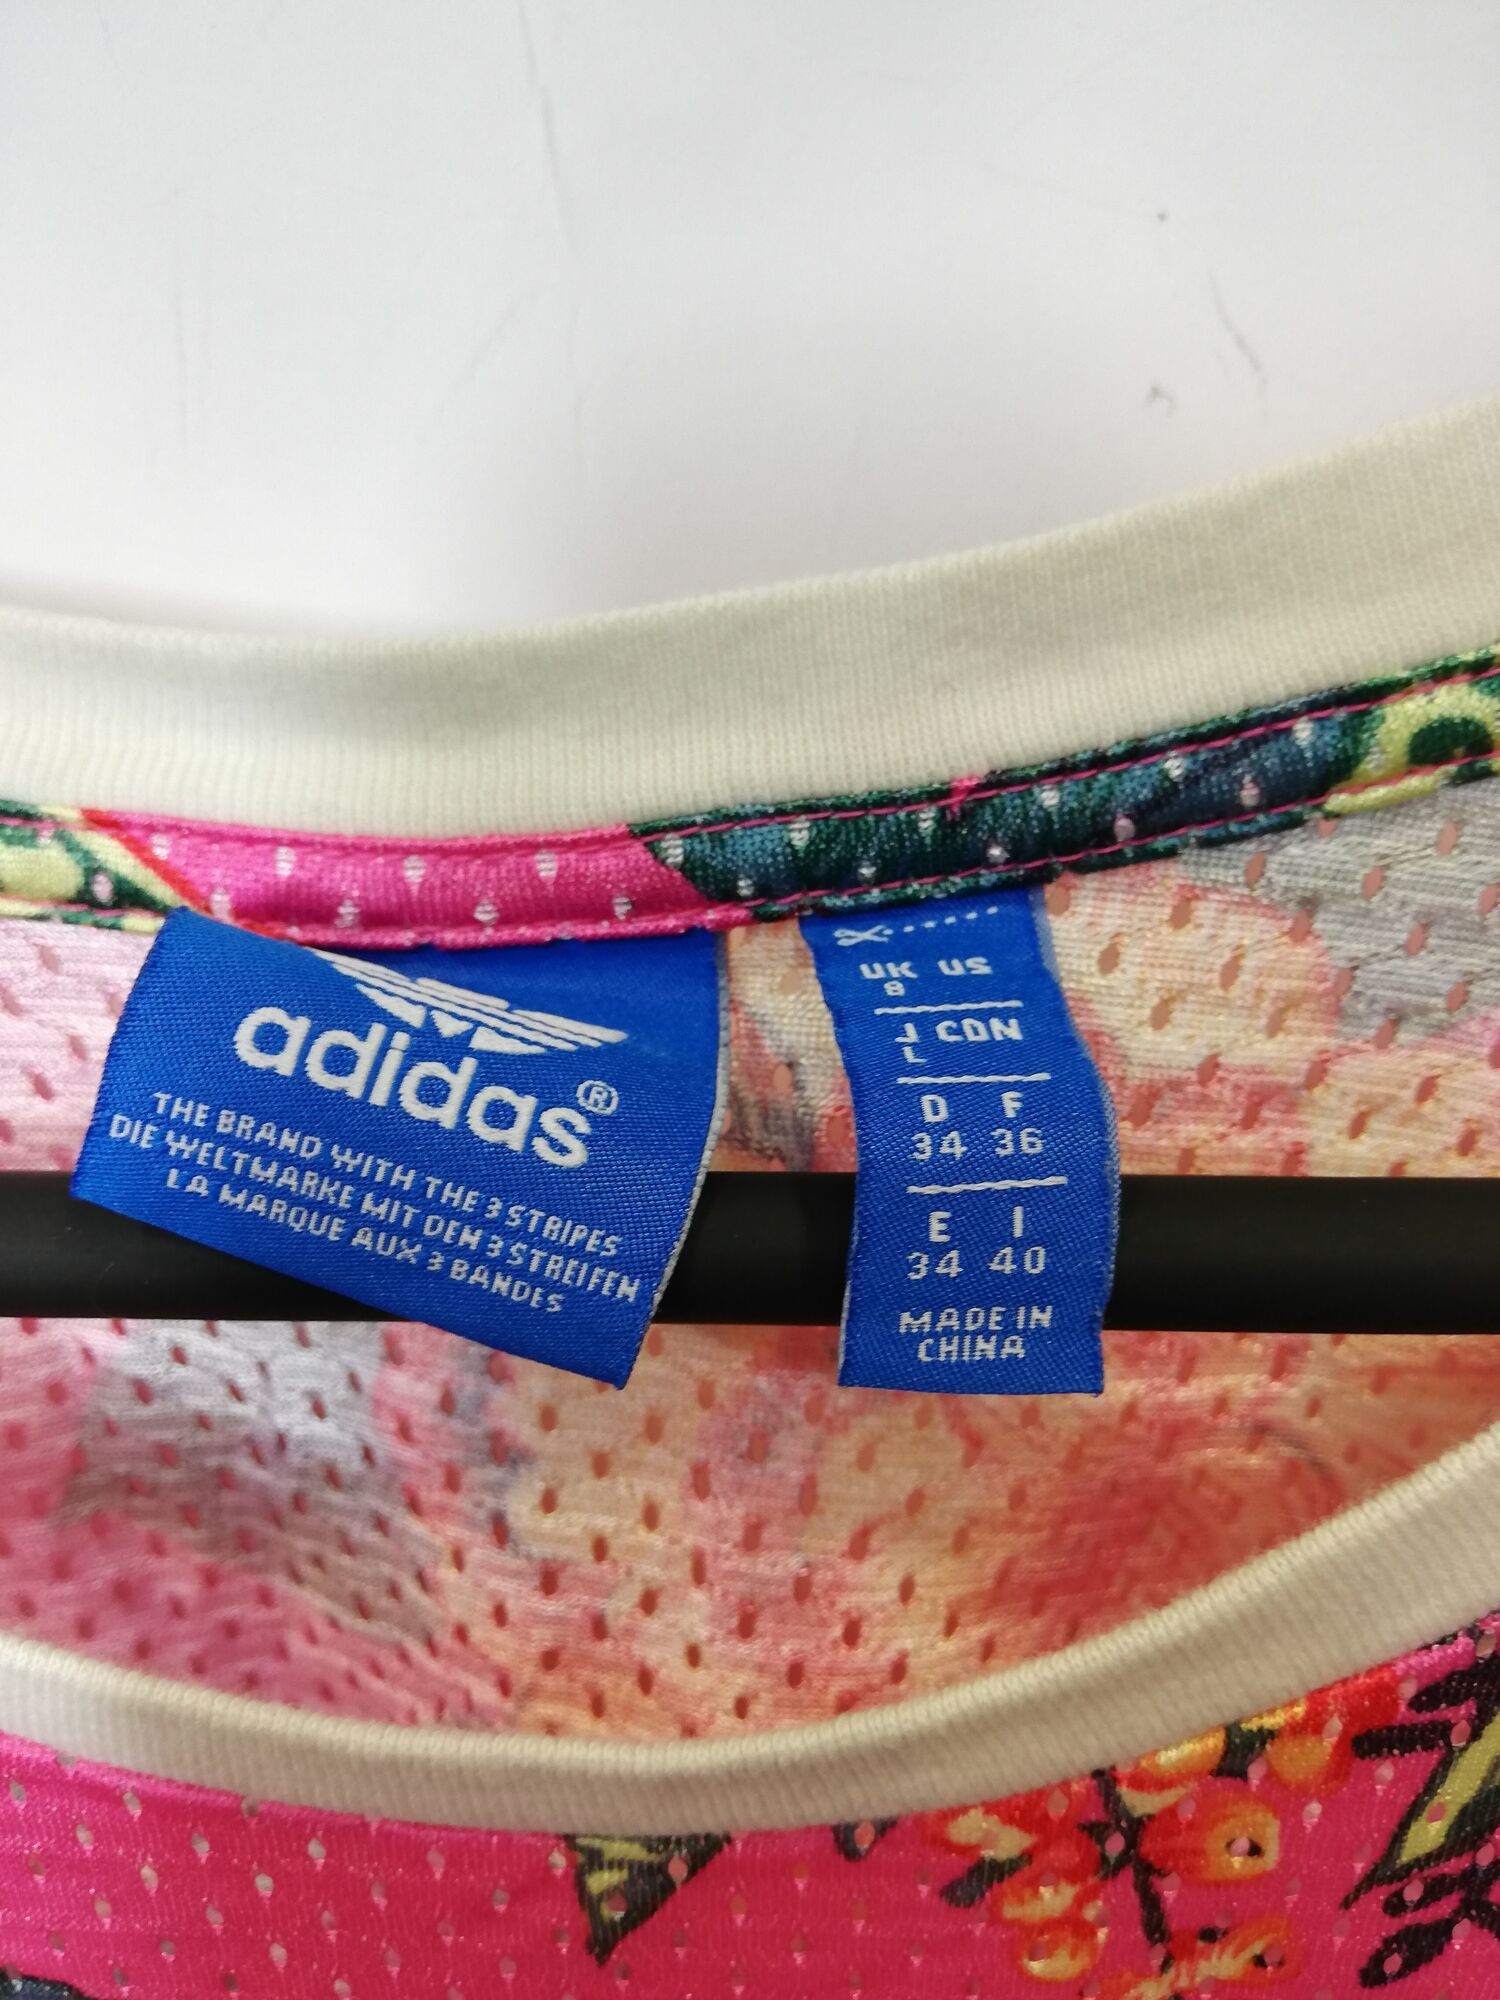 adidas®
THE BRAND WITH THE 3 STRIPES
DIE WELTMARKE MIT DEM 3 STREIFEN
LA MARQUE AUX 3 BANDES
UK US
8
J CDN
L
D F
34 36
E I
34 40
MADE IN
CHINA